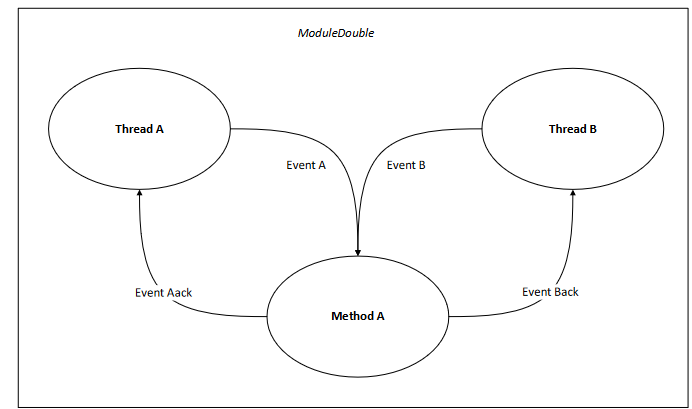 ModuleDouble
Thread A
Thread B
Event A
Event B
Event Aack
Event Back
Method A